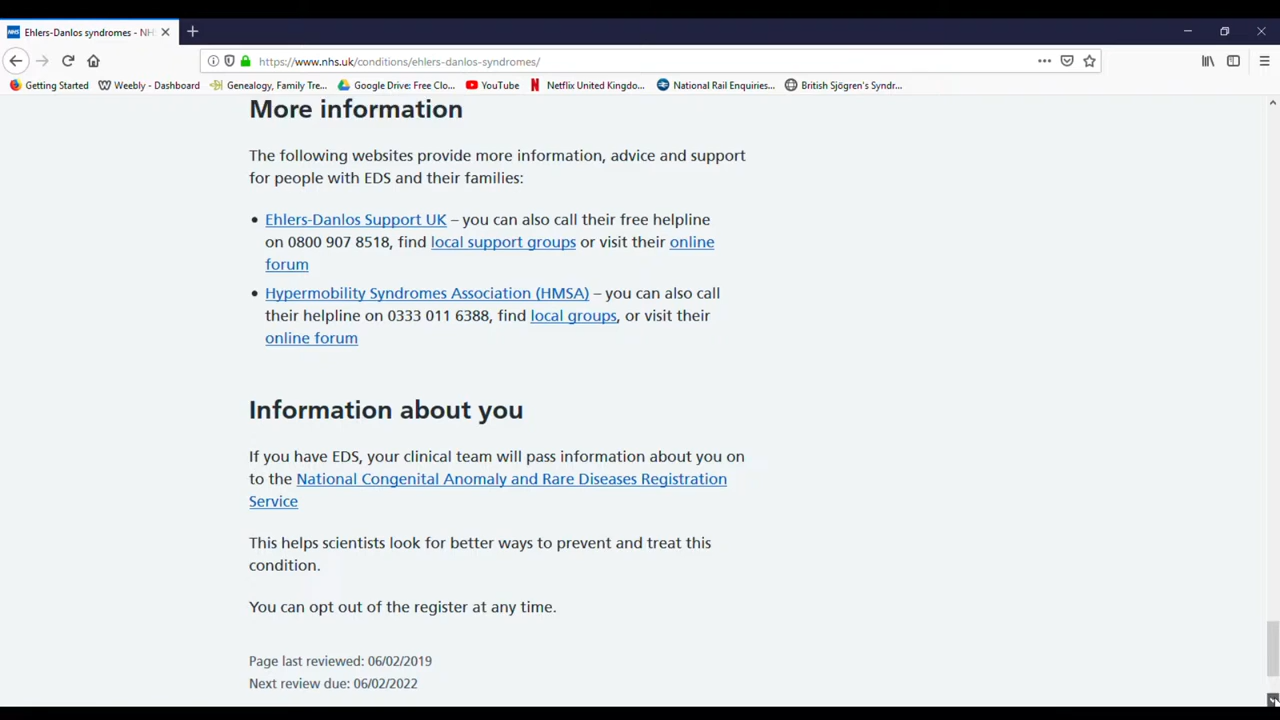 NHS Ehlers-Danlos syndromes - NH
https://www.nhs.uk/conditions/ehlers-danlos-syndromes/
Getting Started Weebly - Dashboard Genealogy, Family Tre... Google Drive: Free Clo... YouTube Netflix United Kingdo... National Rail Enquiries... British Sjögren's Syndr...
More information
The following websites provide more information, advice and support
for people with EDS and their families:
• Ehlers-Danlos Support UK – you can also call their free helpline
on 0800 907 8518, find local support groups or visit their online
forum
• Hypermobility Syndromes Association (HMSA) – you can also call
their helpline on 0333 011 6388, find local groups, or visit their
online forum
Information about you
If you have EDS, your clinical team will pass information about you on
to the National Congenital Anomaly and Rare Diseases Registration
Service
This helps scientists look for better ways to prevent and treat this
condition.
You can opt out of the register at any time.
Page last reviewed: 06/02/2019
Next review due: 06/02/2022